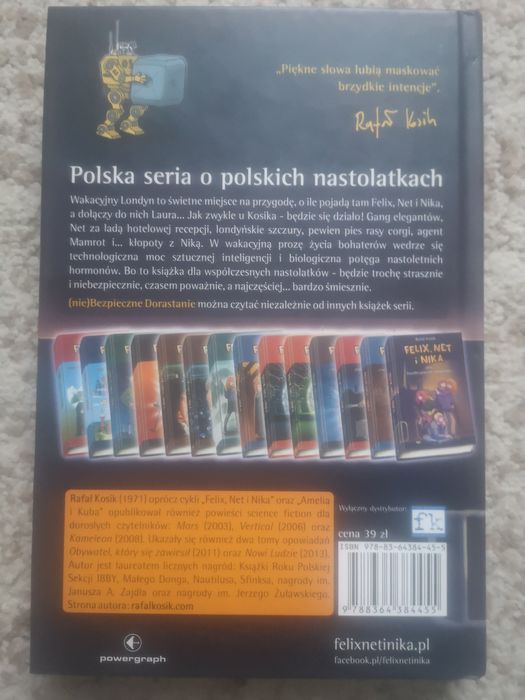 „Piękne słowa lubią maskować
brzydkie intencje”.
Rafał Kosik
Polska seria o polskich nastolatkach
Wakacyjny Londyn to świetne miejsce na przygodę, o ile pojadą tam Felix, Net i Nika,
a dołączy do nich Laura... Jak zwykle u Kosika - będzie się działo! Gang elegantów,
Net za ladą hotelowej recepcji, londyńskie szczury, pewien pies rasy corgi, agent
Mamrot i... kłopoty z Niką. W wakacyjną prozę życia bohaterów wedrze się
technologiczna moc sztucznej inteligencji i biologiczna potęga nastoletnich
hormonów. Bo to książka dla współczesnych nastolatków - będzie trochę strasznie
i niebezpiecznie, czasem poważnie, a najczęściej... bardzo śmiesznie.
(nie)Bezpieczne Dorastanie można czytać niezależnie od innych książek serii.
FELIX, NET
i NIKA
Rafał Kosik (1971) oprócz cykli „Felix, Net i Nika” oraz „Amelia
i Kuba” opublikował również powieści science fiction dla
dorosłych czytelników: Mars (2003), Vertical (2006) oraz
Kameleon (2008). Ukazały się również dwa tomy opowiadań
Obywatel, który się zawiesił (2011) oraz Nowi Ludzie (2013).
Autor jest laureatem licznych nagród: Książki Roku Polskiej
Sekcji IBBY, Małego Donga, Nautilusa, Sfinksa, nagrody im.
Janusza A. Zajdla oraz nagrody im. Jerzego Żuławskiego.
Strona autora: rafalkosik.com
Wyłączny dystrybutor:
fk
cena 39 zł
ISBN 978-83-64384-45-5
9 788364 384455
powergraph
felixnetinika.pl
facebook.pl/felixnetinika